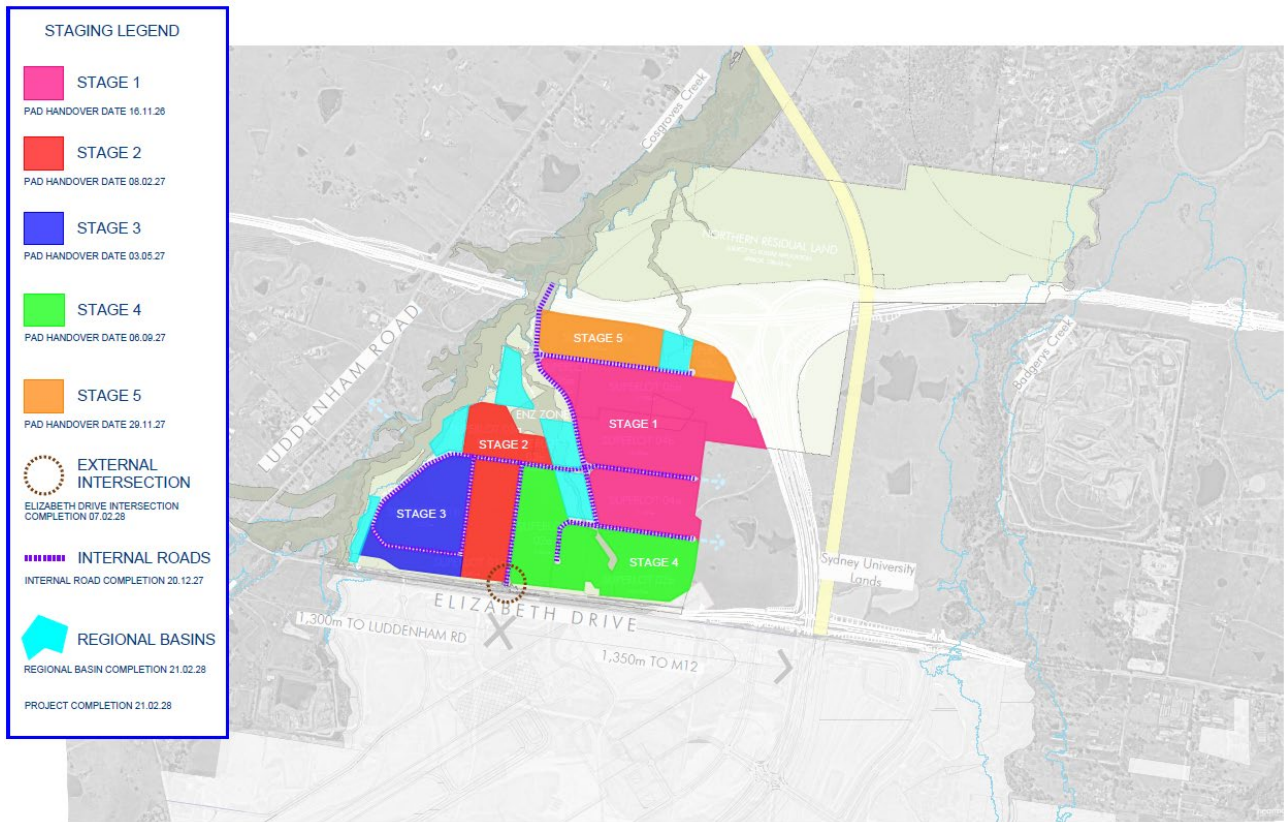 STAGING LEGEND
STAGE 1
PAD HANDOVER DATE 16.11.26
STAGE 2
PAD HANDOVER DATE 08.02.27
STAGE 3
PAD HANDOVER DATE 03.05.27
STAGE 4
PAD HANDOVER DATE 06.09.27
STAGE 5
PAD HANDOVER DATE 29.11.27
EXTERNAL
INTERSECTION
ELIZABETH DRIVE INTERSECTION
COMPLETION 07.02.28
INTERNAL ROADS
INTERNAL ROAD COMPLETION 20.12.27
REGIONAL BASINS
REGIONAL BASIN COMPLETION 21.02.28
PROJECT COMPLETION 21.02.28
Cosgroves Creek
NORTHERN RESIDUAL LAND
LUDDENHAM ROAD
Badgerys Creek
STAGE 5
STAGE 1
ENZ ZON
STAGE 2
STAGE 3
STAGE 4
Sydney University
Lands
ELIZABETH DRIVE
1,300m TO LUDDENHAM RD
1,350m TO M12